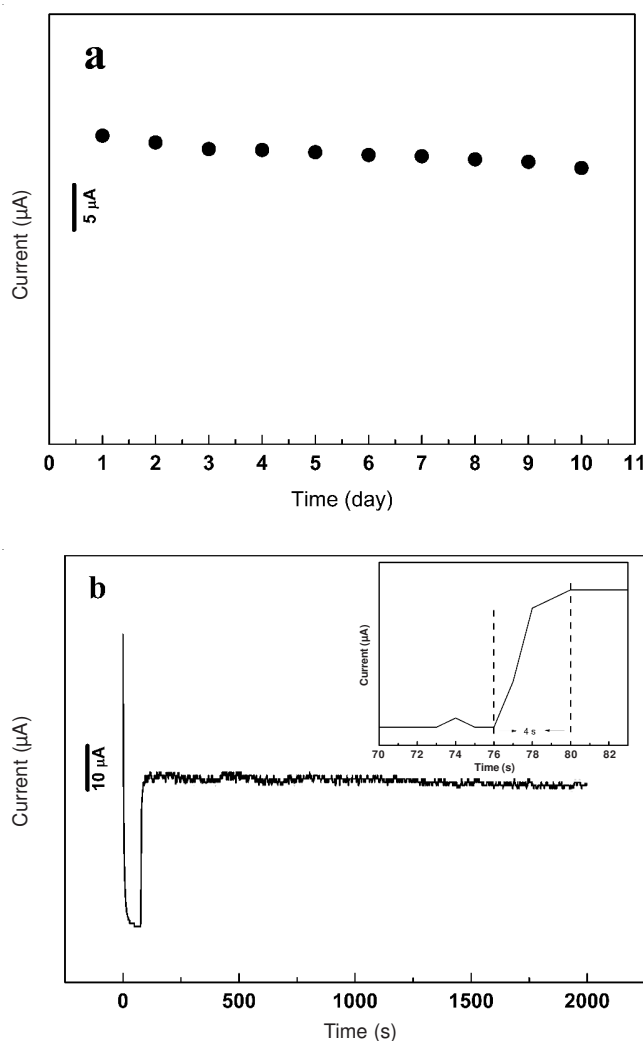 a
5 µA
Current (µA)
0 1 2 3 4 5 6 7 8 9 10 11
Time (day)
b
10 µA
Current (µA)
Current (µA)
4 s
70 72 74 76 78 80 82
Time (s)
0 500 1000 1500 2000
Time (s)